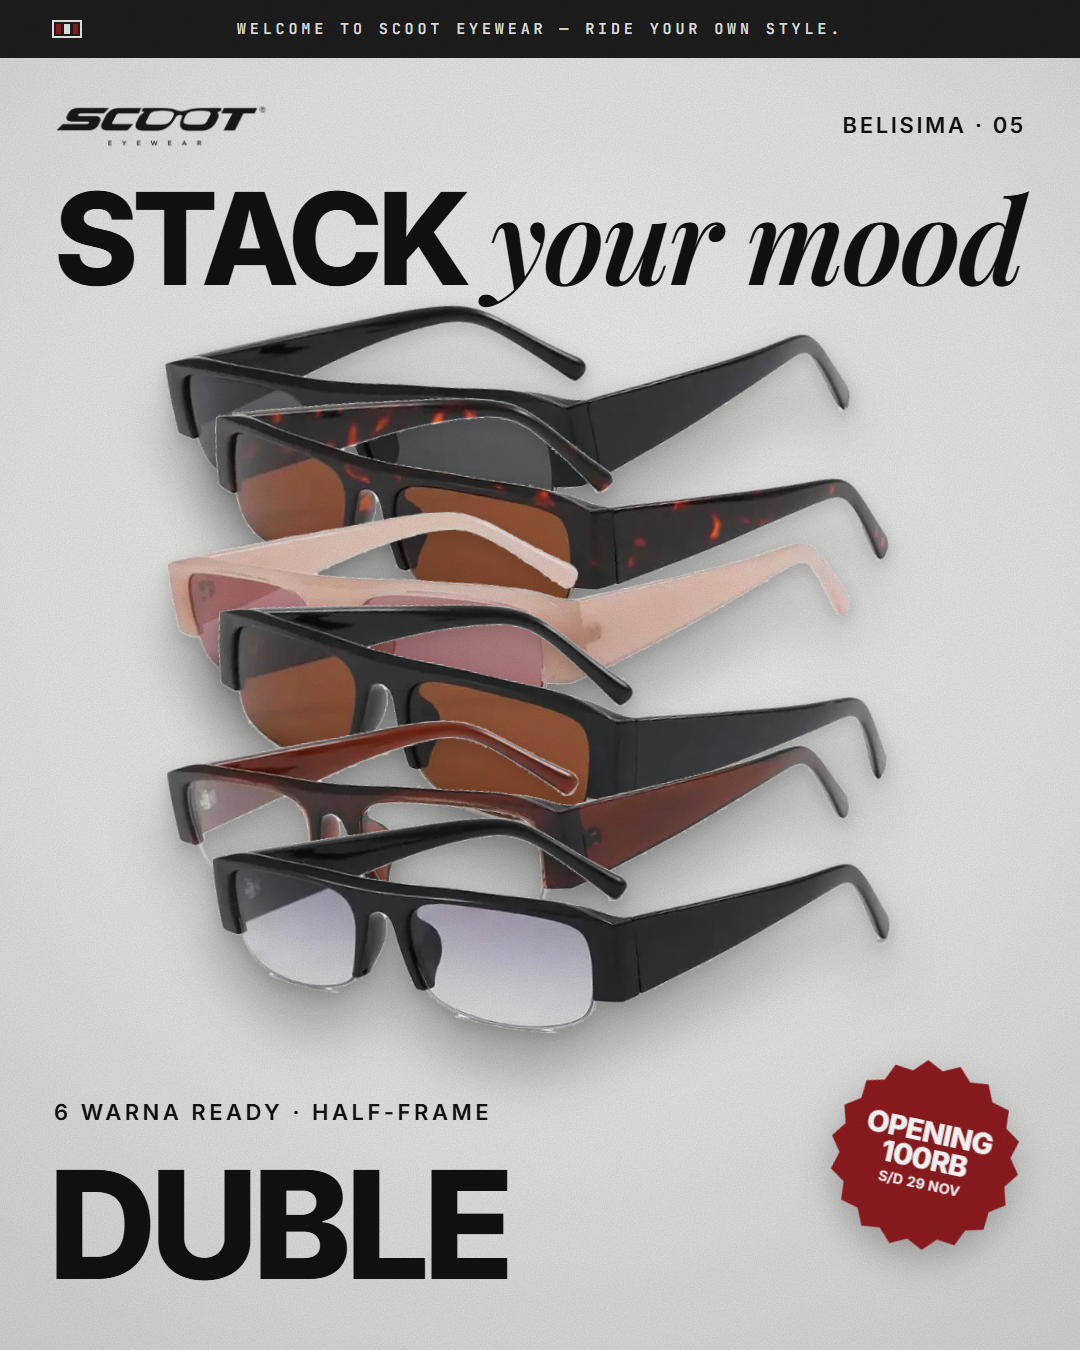 WELCOME TO SCOOT EYEWEAR — RIDE YOUR OWN STYLE.
SCOOT®
EYEWEAR
BELISIMA · 05
STACK your mood
6 WARNA READY · HALF-FRAME
DUBLE
OPENING
100RB
S/D 29 NOV